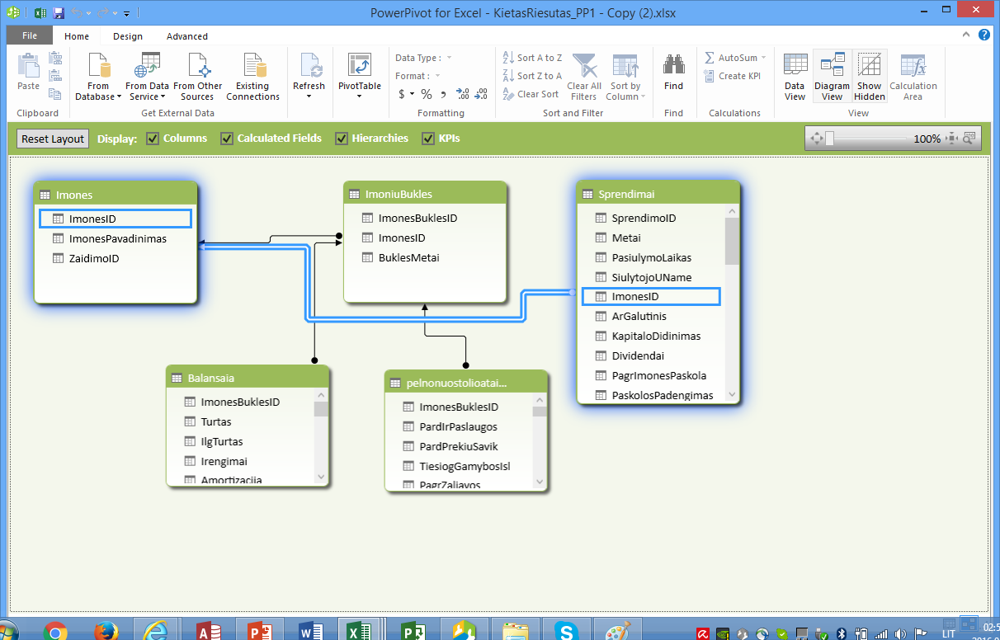 PowerPivot for Excel - KietasRiesutas_PP1 - Copy (2).xlsx
File Home Design Advanced
Paste
Clipboard
From Database
From Data Service
From Other Sources
Existing Connections
Get External Data
Refresh
PivotTable
Data Type :
Format :
$ % ,
Formatting
Sort A to Z
Sort Z to A
Clear Sort
Clear All Filters
Sort by Column
Sort and Filter
Find
Find
AutoSum
Create KPI
Calculations
Data View
Diagram View
Show Hidden
Calculation Area
View
Reset Layout Display: Columns Calculated Fields Hierarchies KPIs 100%
Imones
ImonesID
ImonesPavadinimas
ZaidimoID
ImoniuBukles
ImonesBuklesID
ImonesID
BuklesMetai
Sprendimai
SprendimoID
Metai
PasiulymoLaikas
SiulytojoUName
ImonesID
ArGalutinis
KapitaloDidinimas
Dividendai
PagrImonesPaskola
PaskolosPadengimas
Balansaia
ImonesBuklesID
Turtas
IlgTurtas
Irengimai
Amortizacija
pelnonuostolioatai...
ImonesBuklesID
PardIrPaslaugos
PardPrekiuSavik
TiesiogGamybosIsl
PagrZaliavos
LIT